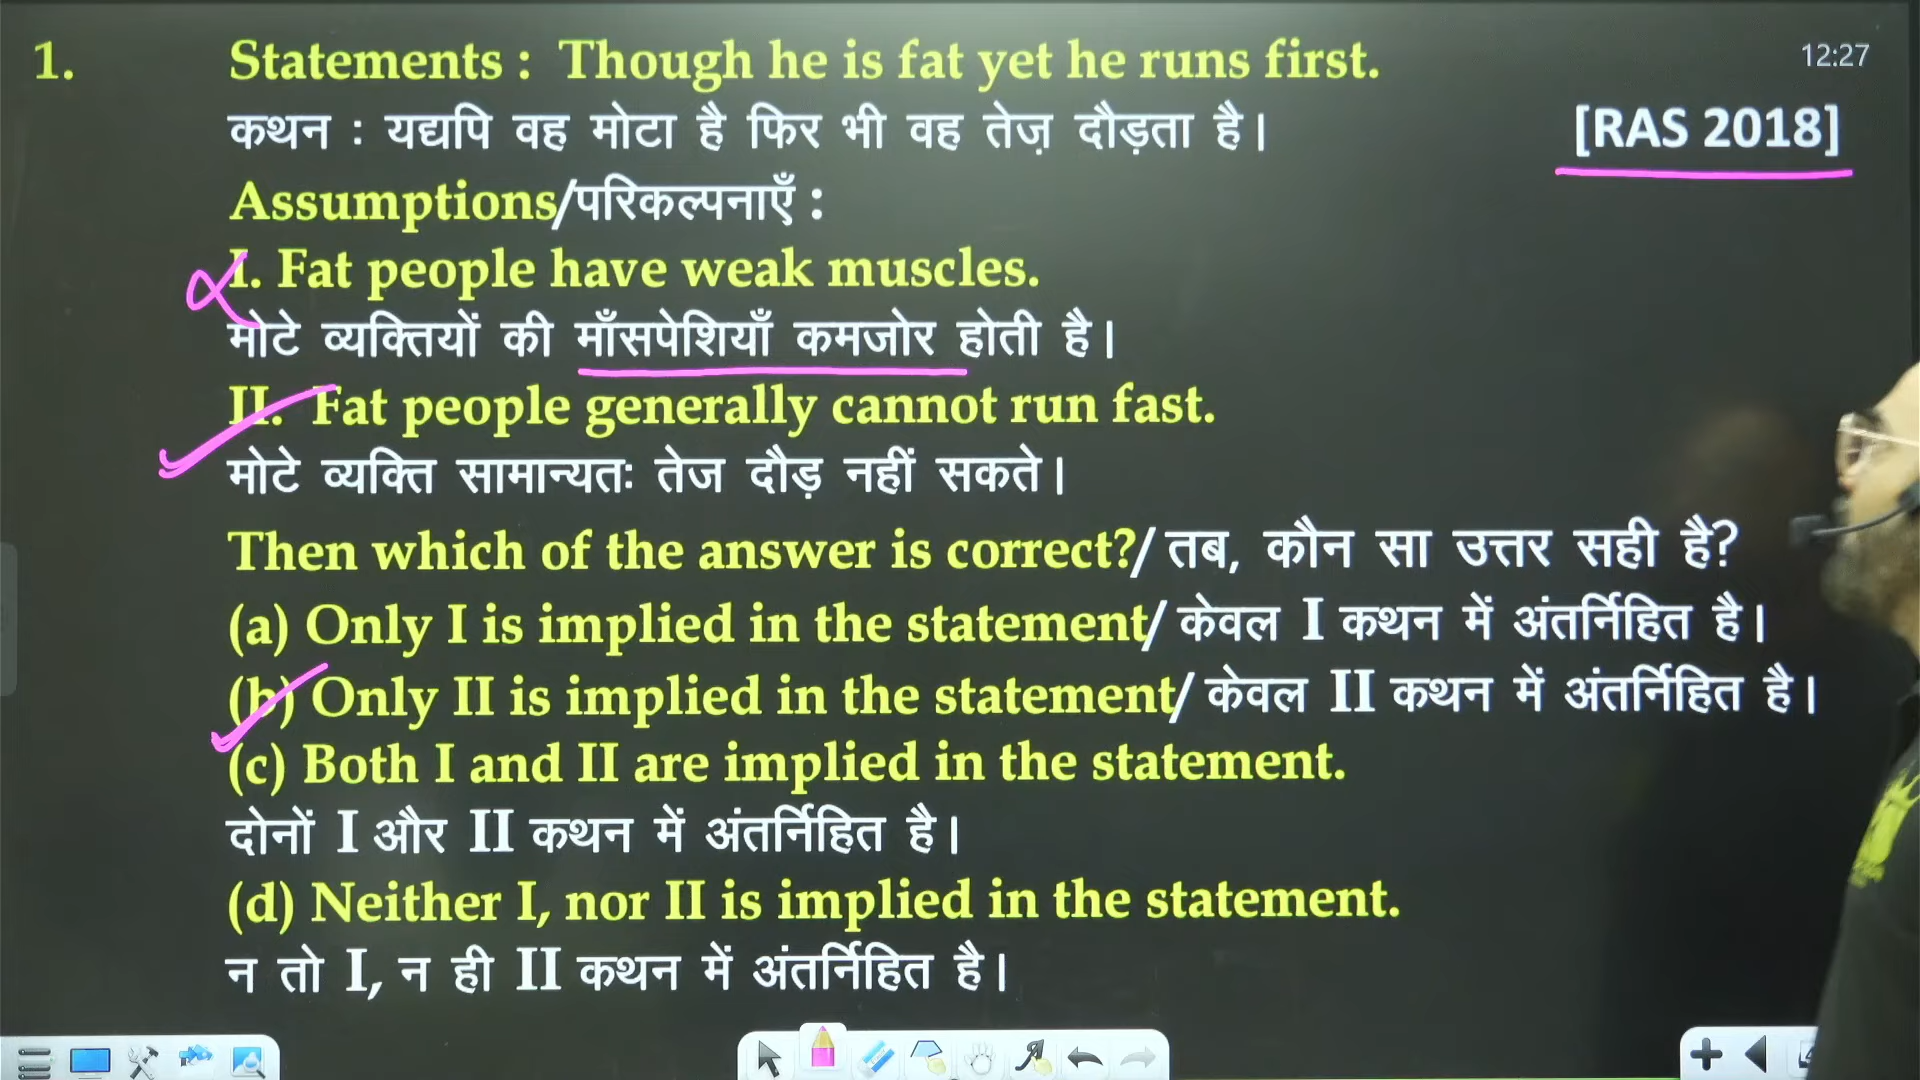 1. Statements : Though he is fat yet he runs first.
12:27
कथन : यद्यपि वह मोटा है फिर भी वह तेज़ दौड़ता है।
[RAS 2018]
Assumptions/परिकल्पनाएँ :
I. Fat people have weak muscles.
मोटे व्यक्तियों की माँसपेशियाँ कमजोर होती है।
II. Fat people generally cannot run fast.
मोटे व्यक्ति सामान्यतः तेज दौड़ नहीं सकते।
Then which of the answer is correct?/ तब, कौन सा उत्तर सही है?
(a) Only I is implied in the statement/ केवल I कथन में अंतर्निहित है।
(b) Only II is implied in the statement/ केवल II कथन में अंतर्निहित है।
(c) Both I and II are implied in the statement.
दोनों I और II कथन में अंतर्निहित है।
(d) Neither I, nor II is implied in the statement.
न तो I, न ही II कथन में अंतर्निहित है।